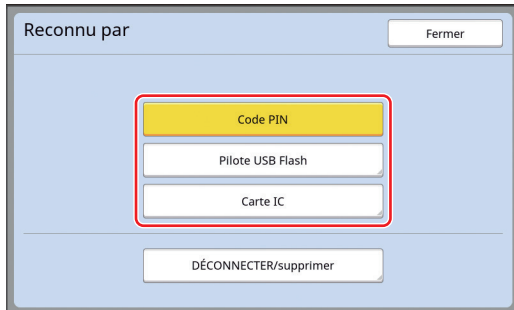 Reconnu par
Fermer
Code PIN
Pilote USB Flash
Carte IC
DÉCONNECTER/supprimer